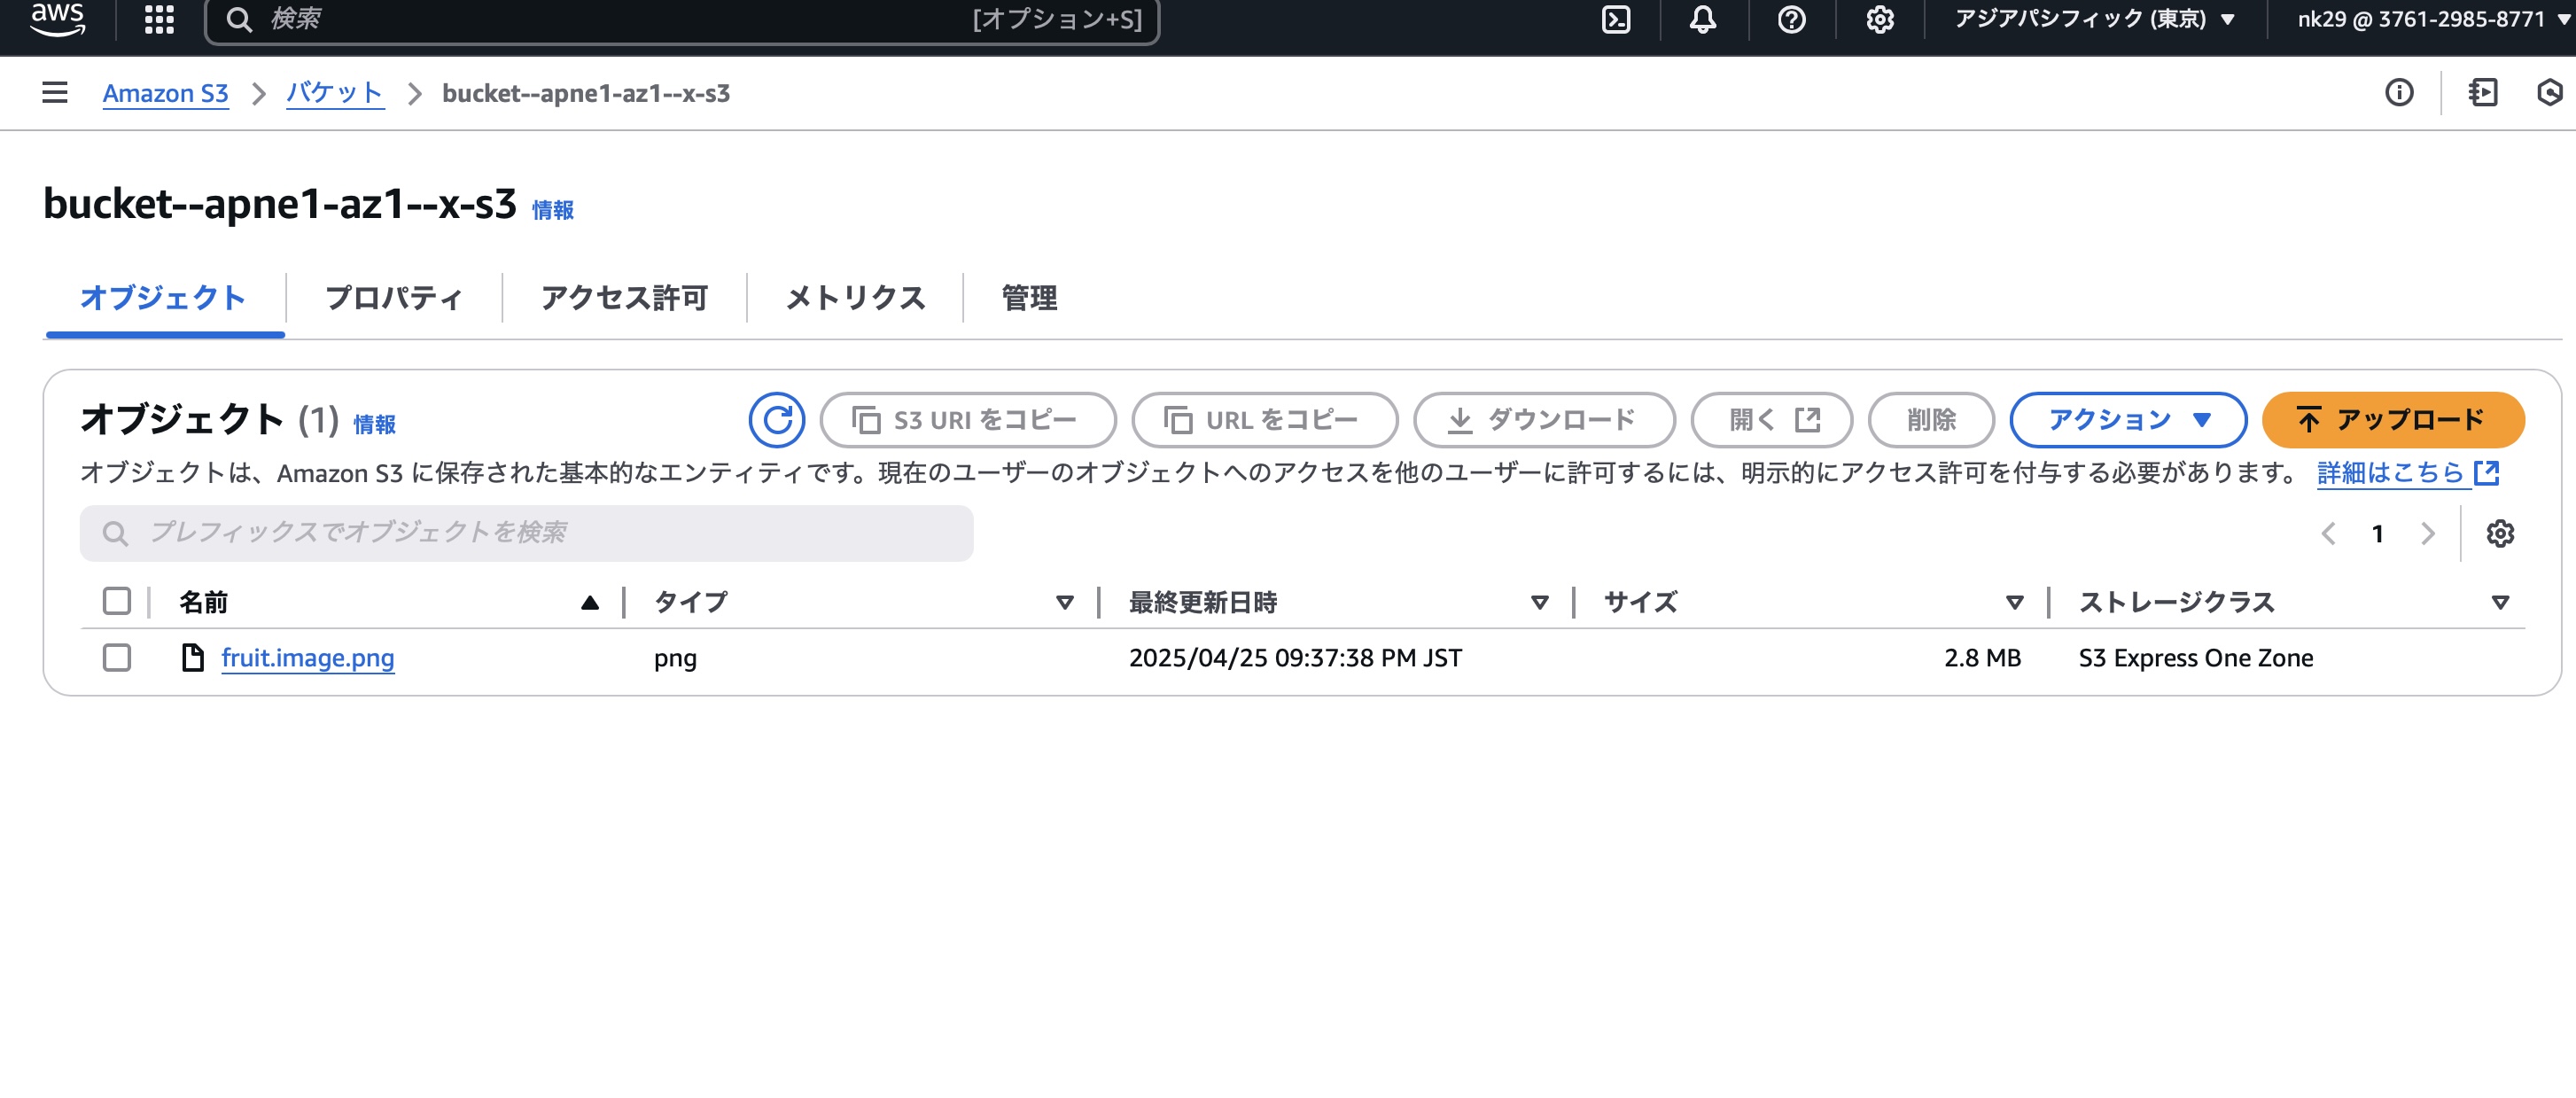 aws 検索 [オプション+S] アジアパシフィック (東京) ▼ nk29 @ 3761-2985-8771 ▼
Amazon S3 > バケット > bucket--apne1-az1--x-s3
bucket--apne1-az1--x-s3 情報
オブジェクト プロパティ アクセス許可 メトリクス 管理
オブジェクト (1) 情報 S3 URI をコピー URL をコピー ダウンロード 開く 削除 アクション ▼ アップロード
オブジェクトは、Amazon S3 に保存された基本的なエンティティです。現在のユーザーのオブジェクトへのアクセスを他のユーザーに許可するには、明示的にアクセス許可を付与する必要があります。 詳細はこちら
プレフィックスでオブジェクトを検索 < 1 >
名前 タイプ 最終更新日時 サイズ ストレージクラス
fruit.image.png png 2025/04/25 09:37:38 PM JST 2.8 MB S3 Express One Zone